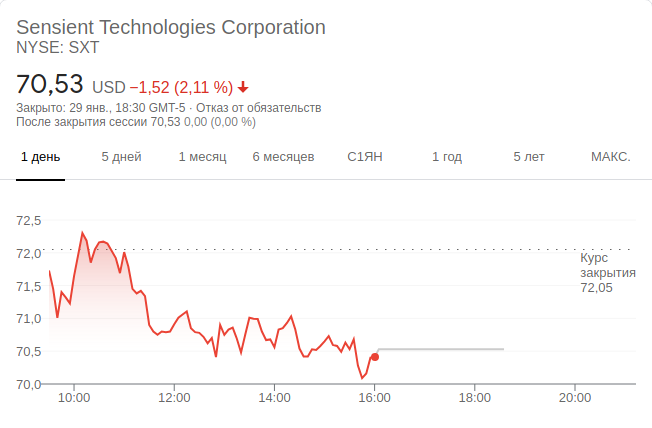 Sensient Technologies Corporation
NYSE: SXT
70,53 USD −1,52 (2,11 %)
Закрыто: 29 янв., 18:30 GMT-5 · Отказ от обязательств
После закрытия сессии 70,53 0,00 (0,00 %)
1 день 5 дней 1 месяц 6 месяцев С1ЯН 1 год 5 лет МАКС.
72,5
72,0
71,5
71,0
70,5
70,0
Курс
закрытия
72,05
10:00 12:00 14:00 16:00 18:00 20:00